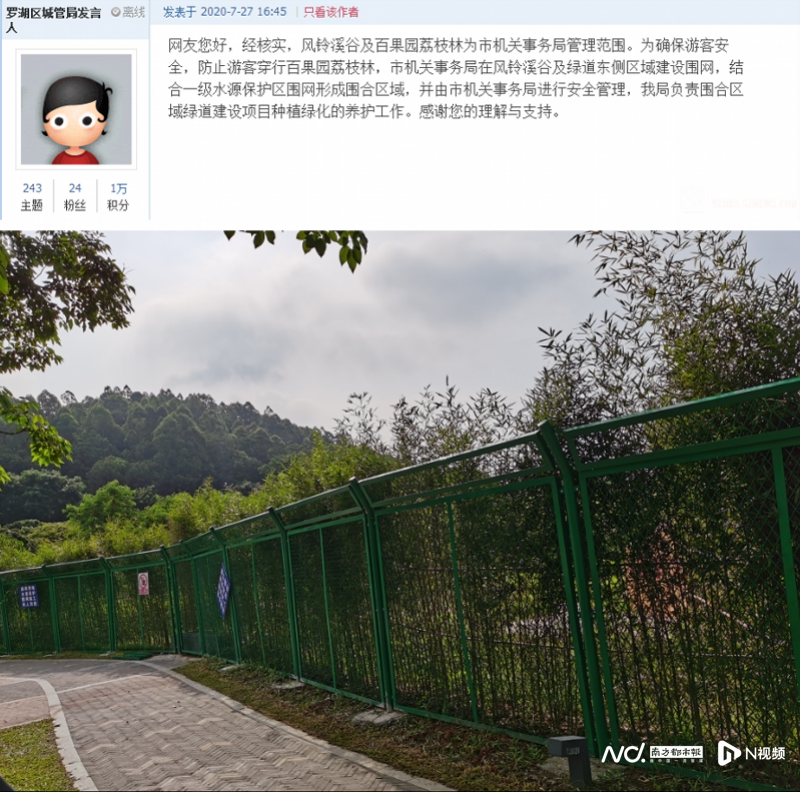 罗湖区城管局发言人
离线
发表于 2020-7-27 16:45
只看该作者
网友您好，经核实，风铃溪谷及百果园荔枝林为市机关事务局管理范围。为确保游客安
全，防止游客穿行百果园荔枝林，市机关事务局在风铃溪谷及绿道东侧区域建设围网，结
合一级水源保护区围网形成围合区域，并由市机关事务局进行安全管理，我局负责围合区
域绿道建设项目种植绿化的养护工作。感谢您的理解与支持。
243 24 1万
主题 粉丝 积分
N视频
南方都市报